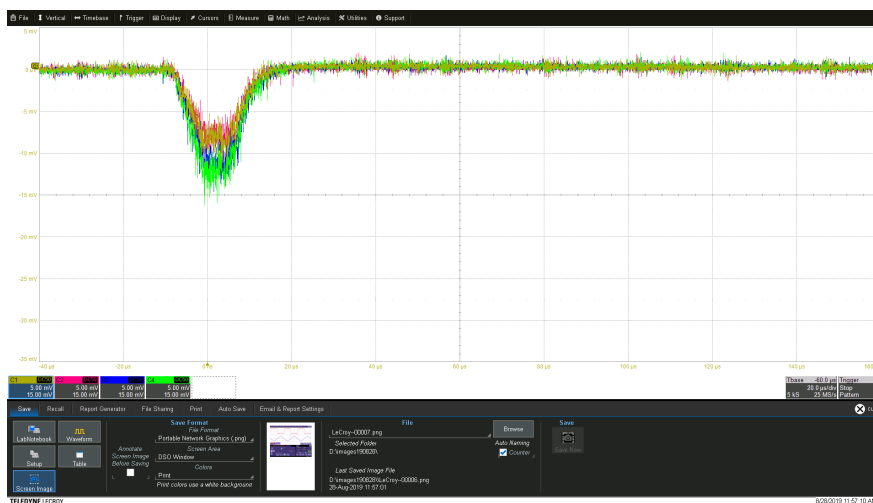 File Vertical Timebase Trigger Display Cursors Measure Math Analysis Utilities Support
5 mV
0 mV
-5 mV
-10 mV
-15 mV
-20 mV
-25 mV
-30 mV
-35 mV
-40 µs -20 µs 0 µs 20 µs 40 µs 60 µs 80 µs 100 µs 120 µs 140 µs 160
C1 C4
5.00 mV 5.00 mV 5.00 mV 5.00 mV
15.00 mV 15.00 mV 15.00 mV 15.00 mV
Tbase -60.0 µs Trigger
20.0 µs/div Stop
5 kS 25 MS/s Pattern
Save Recall Report Generator File Sharing Print Auto Save Email & Report Settings
LabNotebook
Waveform
Setup
Table
Screen Image
Annotate
Screen Image
Before Saving
Save Format
File Format
Portable Network Graphics (.png)
Screen Area
DSO Window
Colors
Print
Print colors use a white background
File
LeCroy--00007.png
Browse
Selected Folder
D:\images190828\
Auto Naming
Counter
Last Saved Image File
D:\images190828\LeCroy--00006.png
28-Aug-2019 11:57:01
Save
Save Now
TELEDYNE LECROY
8/28/2019 11:57:10 A